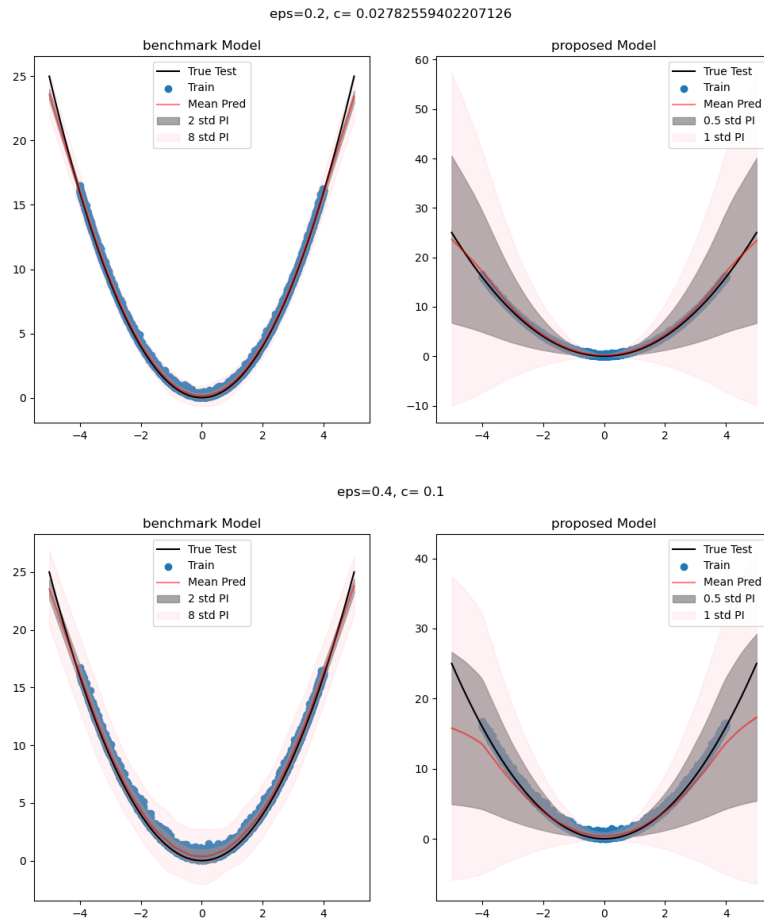 eps=0.2, c= 0.02782559402207126
benchmark Model
True Test
Train
Mean Pred
2 std PI
8 std PI
25
20
15
10
5
0
−4
−2
0
2
4
proposed Model
True Test
Train
Mean Pred
0.5 std PI
1 std PI
60
50
40
30
20
10
0
−10
−4
−2
0
2
4
eps=0.4, c= 0.1
benchmark Model
True Test
Train
Mean Pred
2 std PI
8 std PI
25
20
15
10
5
0
−4
−2
0
2
4
proposed Model
True Test
Train
Mean Pred
0.5 std PI
1 std PI
40
30
20
10
0
−4
−2
0
2
4